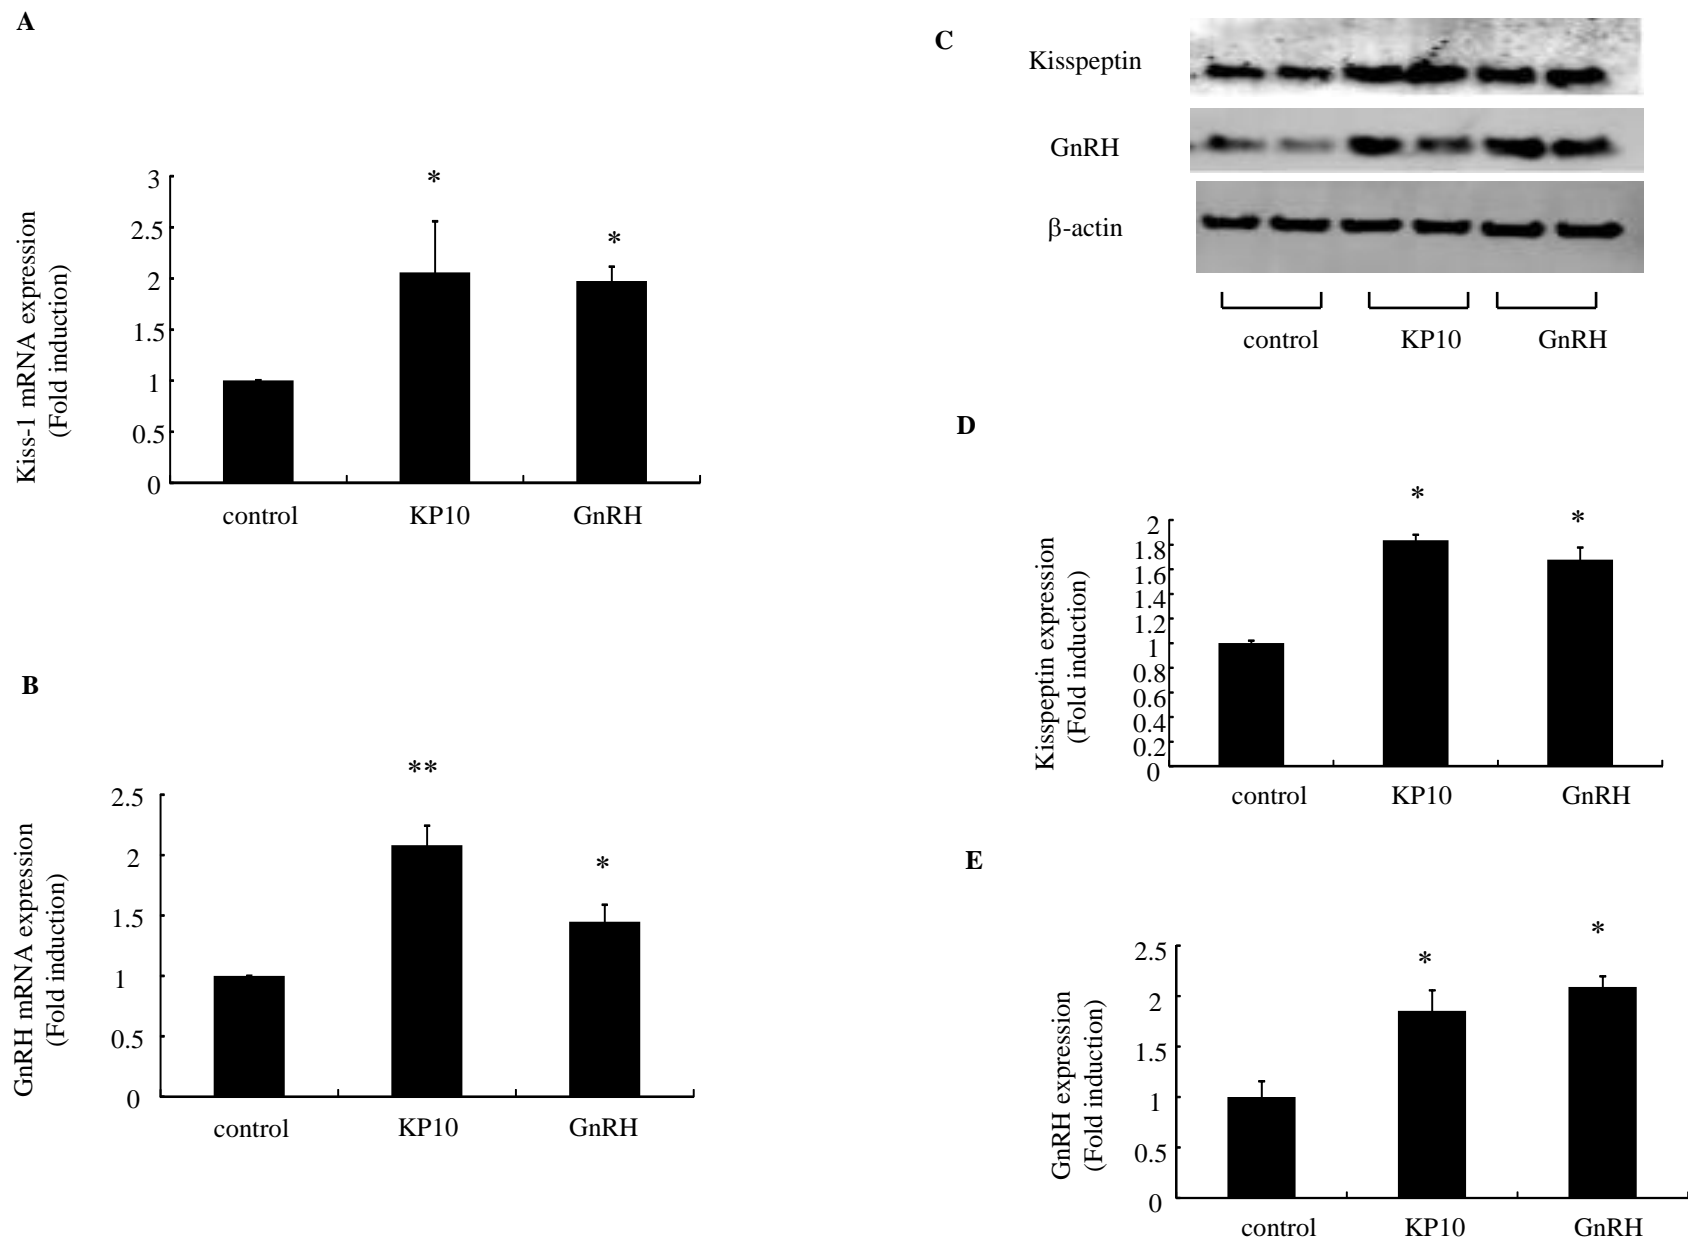 A
Kiss-1 mRNA expression
(Fold induction)
3
2.5
2
1.5
1
0.5
0
*
*
control KP10 GnRH
B
GnRH mRNA expression
(Fold induction)
2.5
2
1.5
1
0.5
0
**
*
control KP10 GnRH
C
Kisspeptin
GnRH
β-actin
control KP10 GnRH
D
Kisspeptin expression
(Fold induction)
2
1.8
1.6
1.4
1.2
1
0.8
0.6
0.4
0.2
0
*
*
control KP10 GnRH
E
GnRH expression
(Fold induction)
2.5
2
1.5
1
0.5
0
*
*
control KP10 GnRH